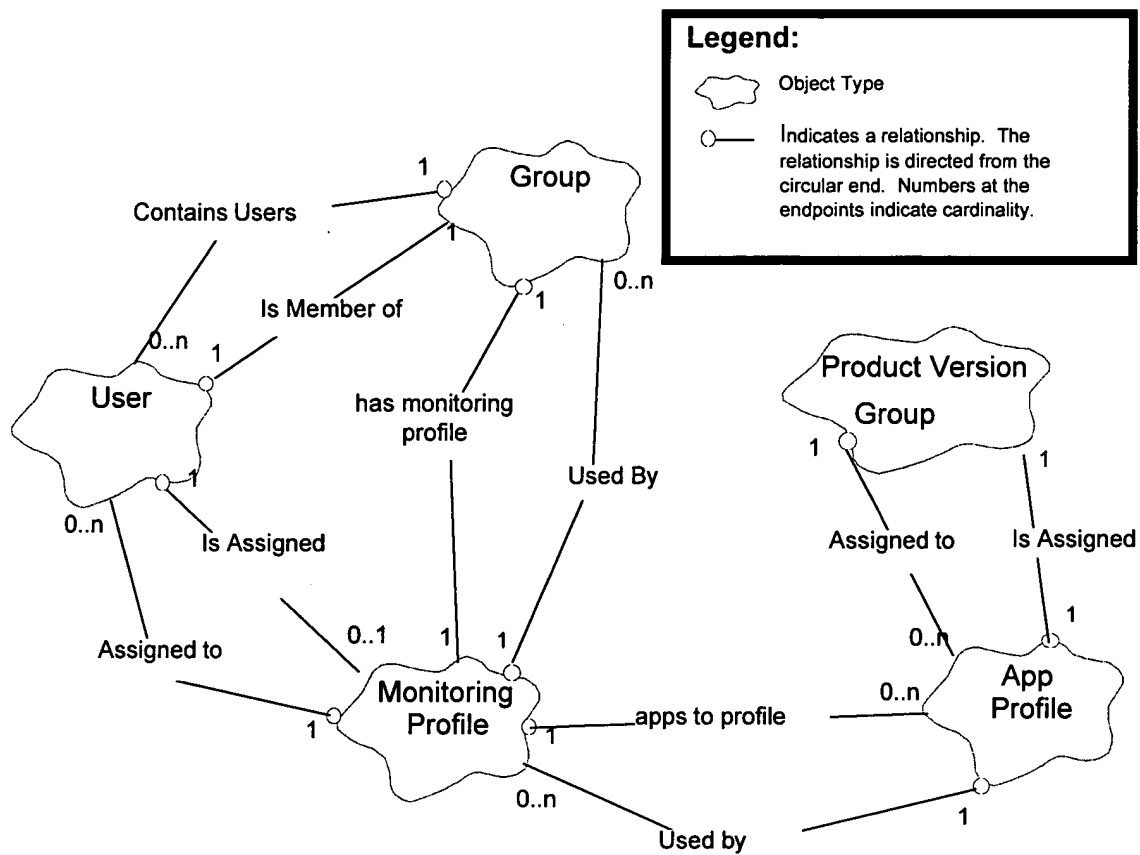 Legend:
Object Type
Indicates a relationship. The
relationship is directed from the
circular end. Numbers at the
endpoints indicate cardinality.
1
Group
Contains Users
1
0..n
Is Member of
1
0..n
1
User
has monitoring
profile
Product Version
Group
1
1
Used By
1
0..n
Is Assigned
Assigned to
Is Assigned
0..1
1
1
1
0..n
Assigned to
Monitoring
Profile
App
Profile
0..n
1
apps to profile
1
0..n
1
Used by